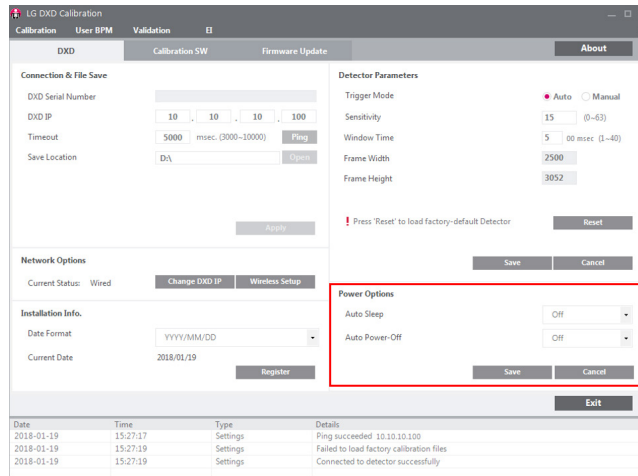 LG DXD Calibration
Calibration User BPM Validation EI
DXD Calibration SW Firmware Update About
Connection & File Save
DXD Serial Number
DXD IP 10 . 10 . 10 . 100
Timeout 5000 msec. (3000~10000) Ping
Save Location D:\ Open
Apply
Network Options
Current Status: Wired Change DXD IP Wireless Setup
Installation Info.
Date Format YYYY/MM/DD
Current Date 2018/01/19
Register
Detector Parameters
Trigger Mode Auto Manual
Sensitivity 15 (0~63)
Window Time 5 00 msec (1~40)
Frame Width 2500
Frame Height 3052
! Press 'Reset' to load factory-default Detector Reset
Save Cancel
Power Options
Auto Sleep Off
Auto Power-Off Off
Save Cancel
Exit
Date Time Type Details
2018-01-19 15:27:17 Settings Ping succeeded 10.10.10.100
2018-01-19 15:27:19 Settings Failed to load factory calibration files
2018-01-19 15:27:19 Settings Connected to detector successfully